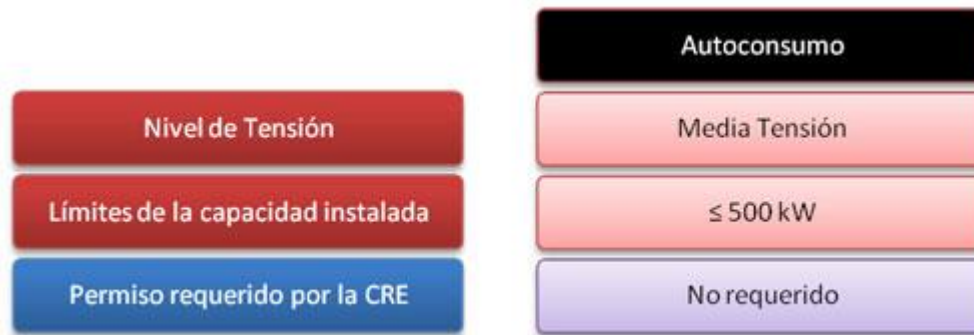 Autoconsumo
Nivel de Tensión
Media Tensión
Límites de la capacidad instalada
≤ 500 kW
Permiso requerido por la CRE
No requerido